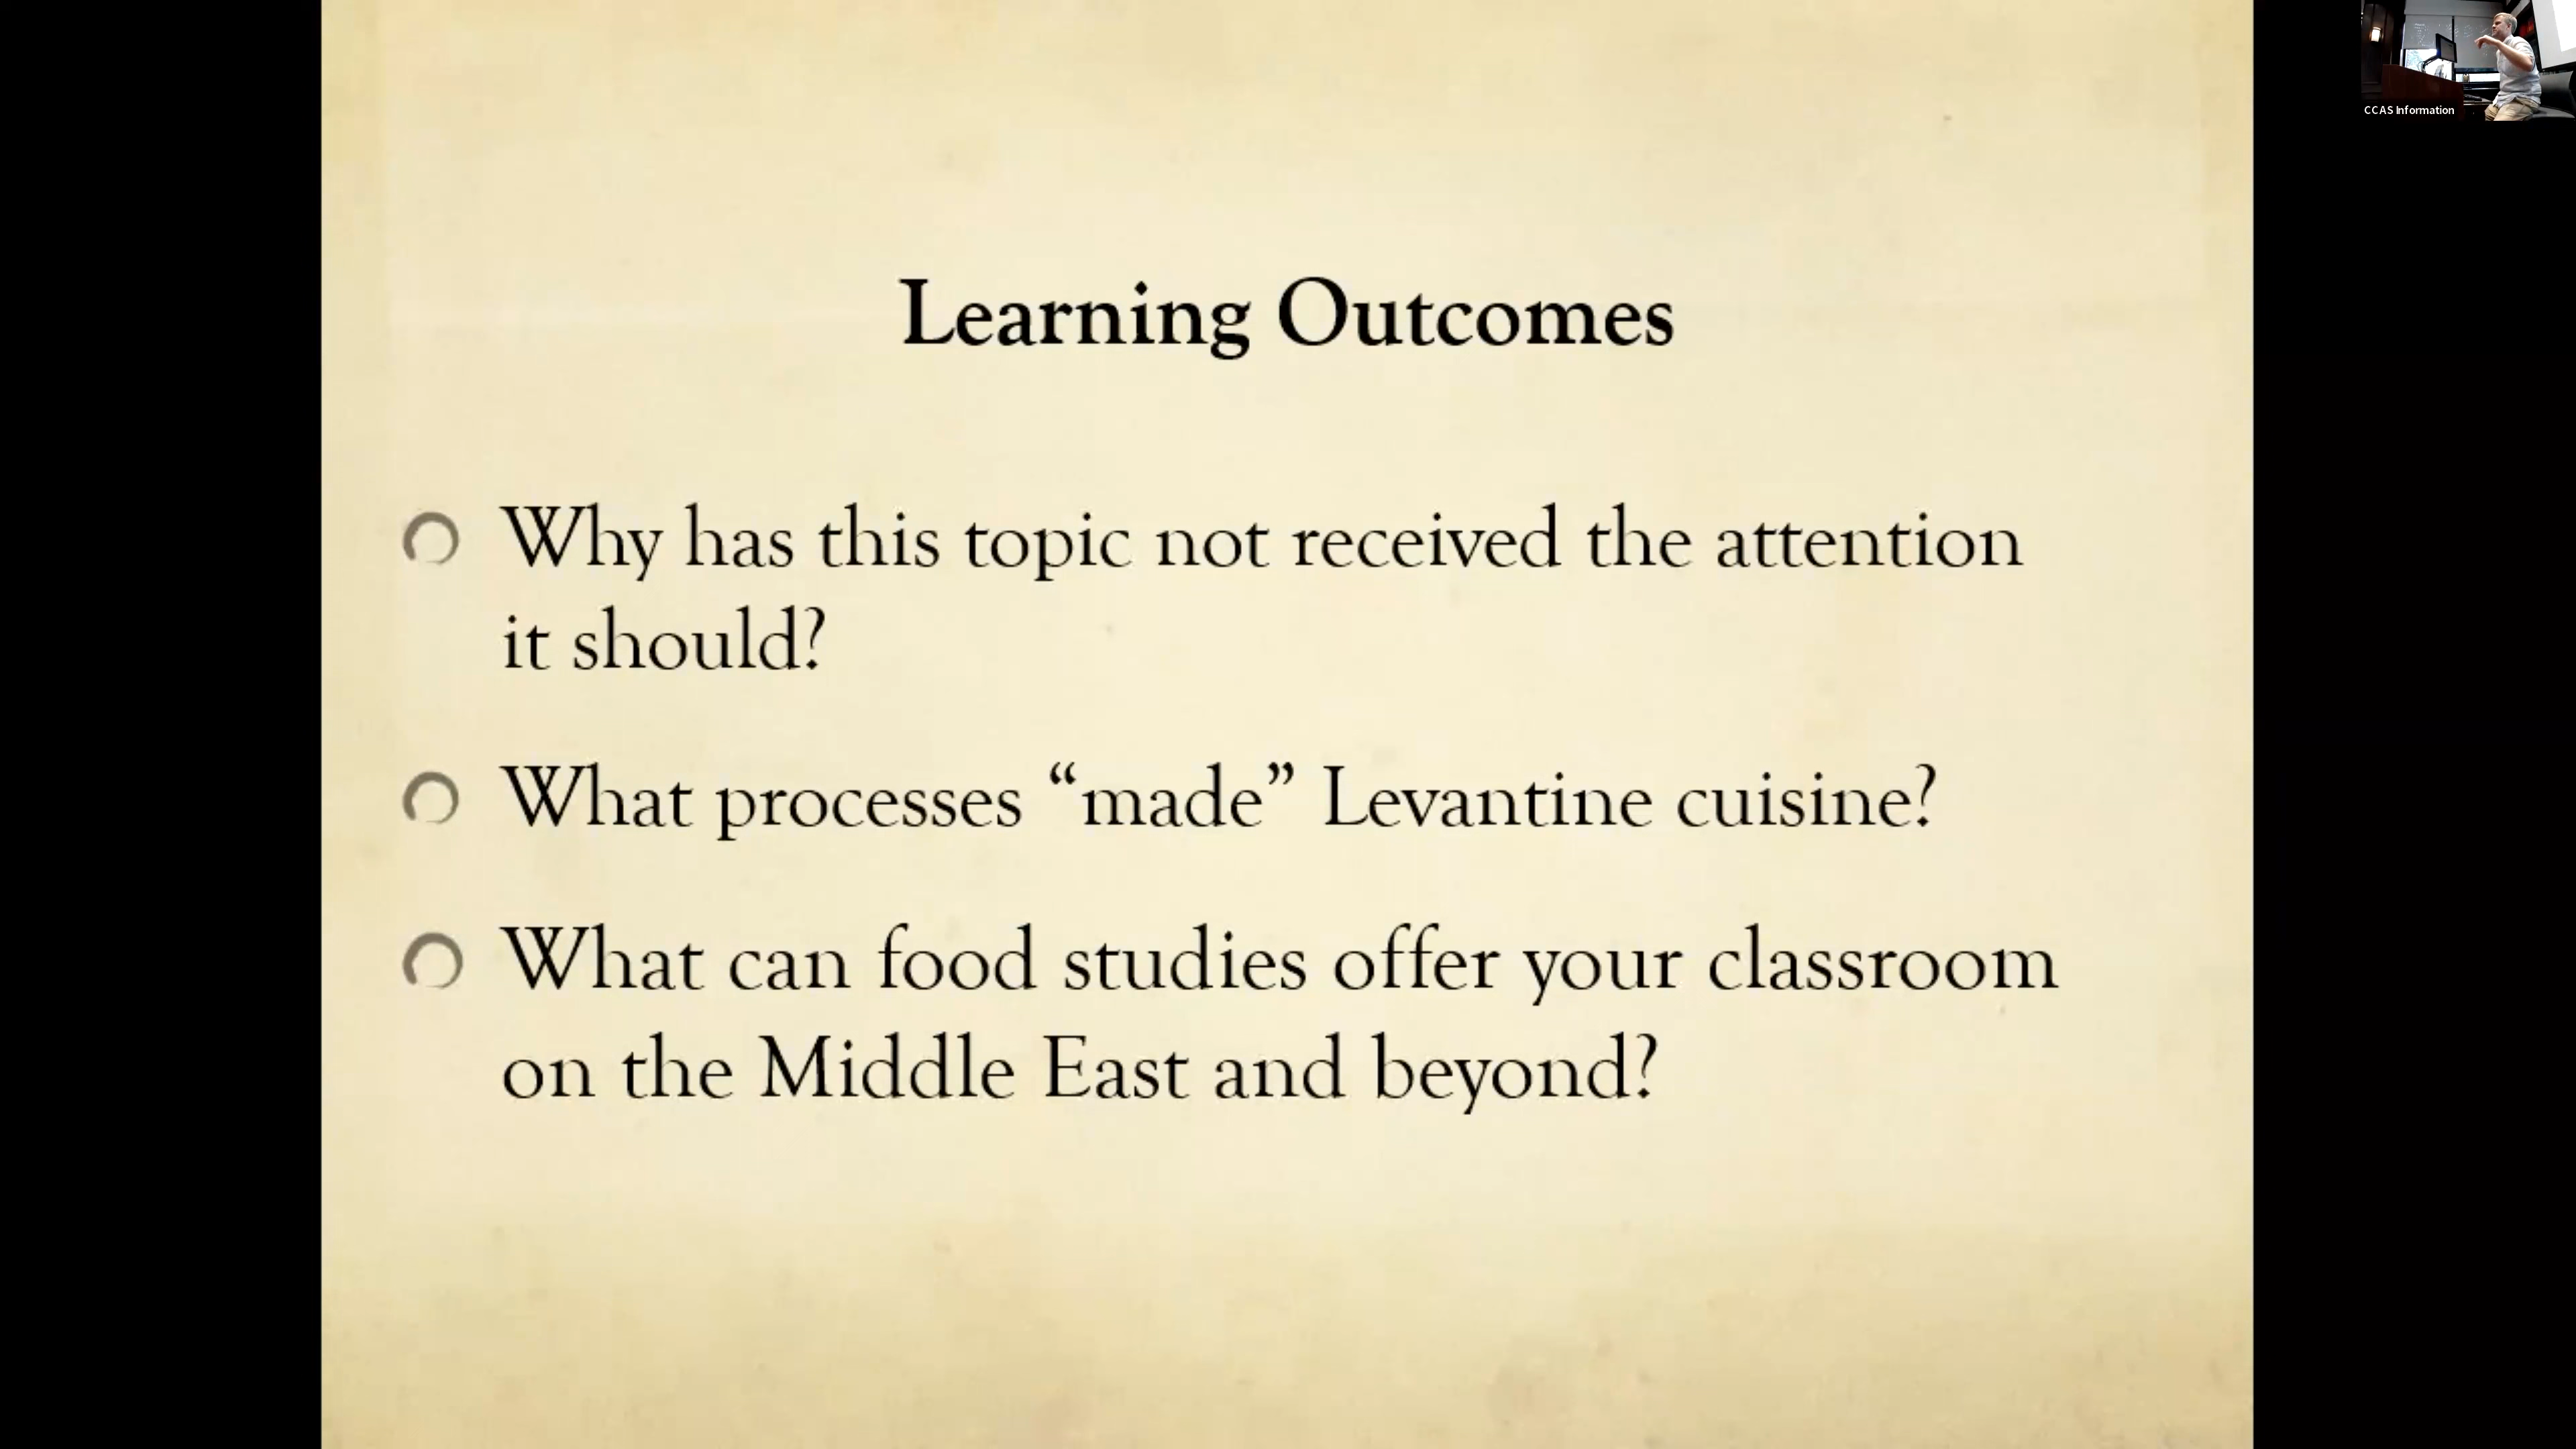 CCAS Information
Learning Outcomes
Why has this topic not received the attention
it should?
What processes “made” Levantine cuisine?
What can food studies offer your classroom
on the Middle East and beyond?